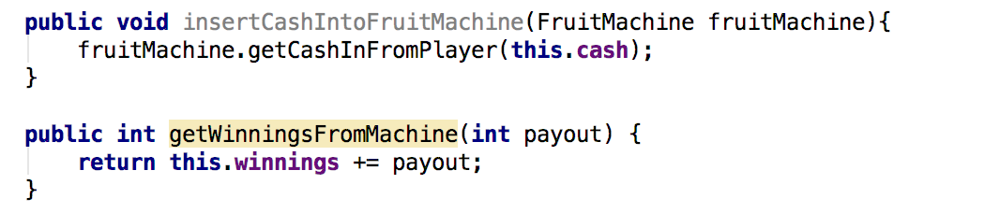 public void insertCashIntoFruitMachine(FruitMachine fruitMachine){
    fruitMachine.getCashInFromPlayer(this.cash);
}

public int getWinningsFromMachine(int payout) {
    return this.winnings += payout;
}